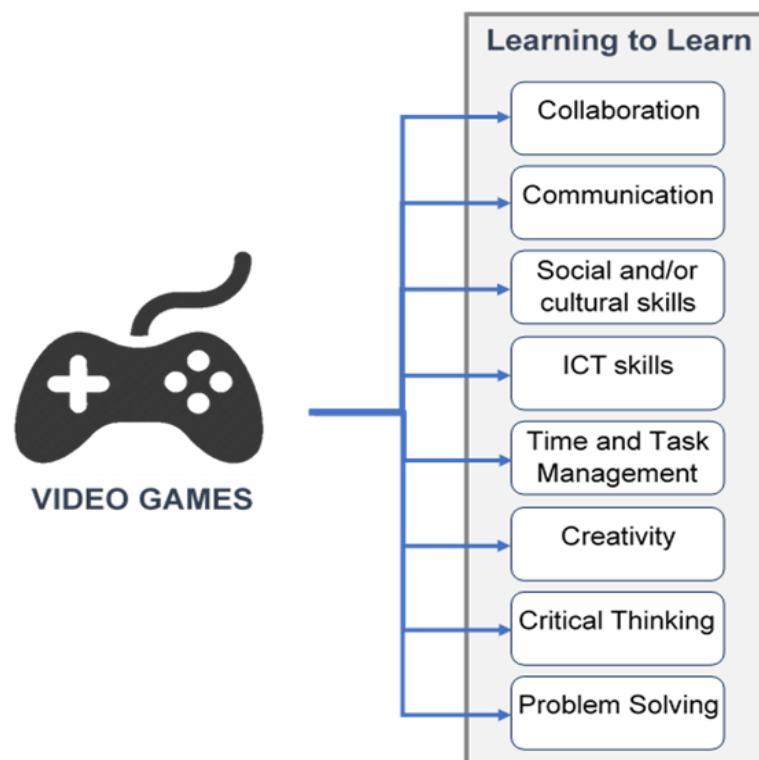 Learning to Learn
Collaboration
Communication
Social and/or
cultural skills
ICT skills
Time and Task
Management
Creativity
Critical Thinking
Problem Solving
VIDEO GAMES